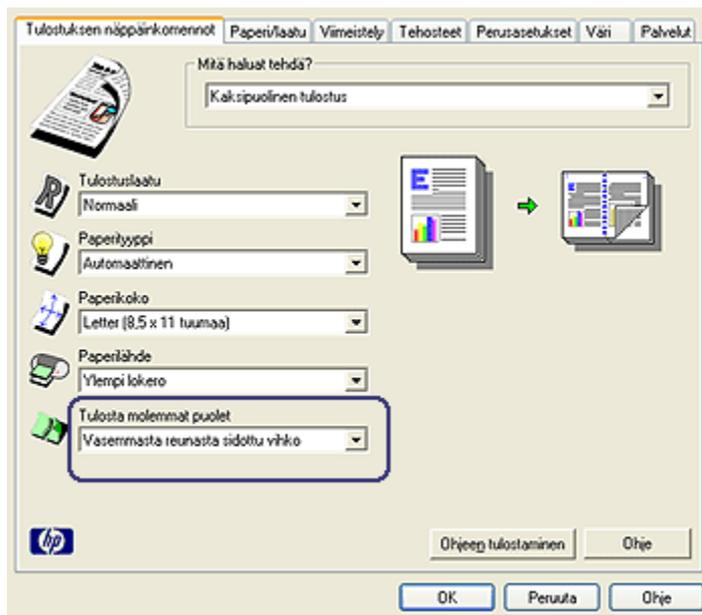 Tulostuksen näppäinkomennot Paperi/laatu Viimeistely Tehosteet Perusasetukset Väri Palvelut
Mitä haluat tehdä?
Kaksipuolinen tulostus
Tulostuslaatu
Normaali
Paperityyppi
Automaattinen
Paperikoko
Letter (8,5 x 11 tuumaa)
Paperilähde
Ylempi lokero
Tulosta molemmat puolet
Vasemmasta reunasta sidottu vihko
hp
Ohjeen tulostaminen Ohje
OK Peruuta Ohje